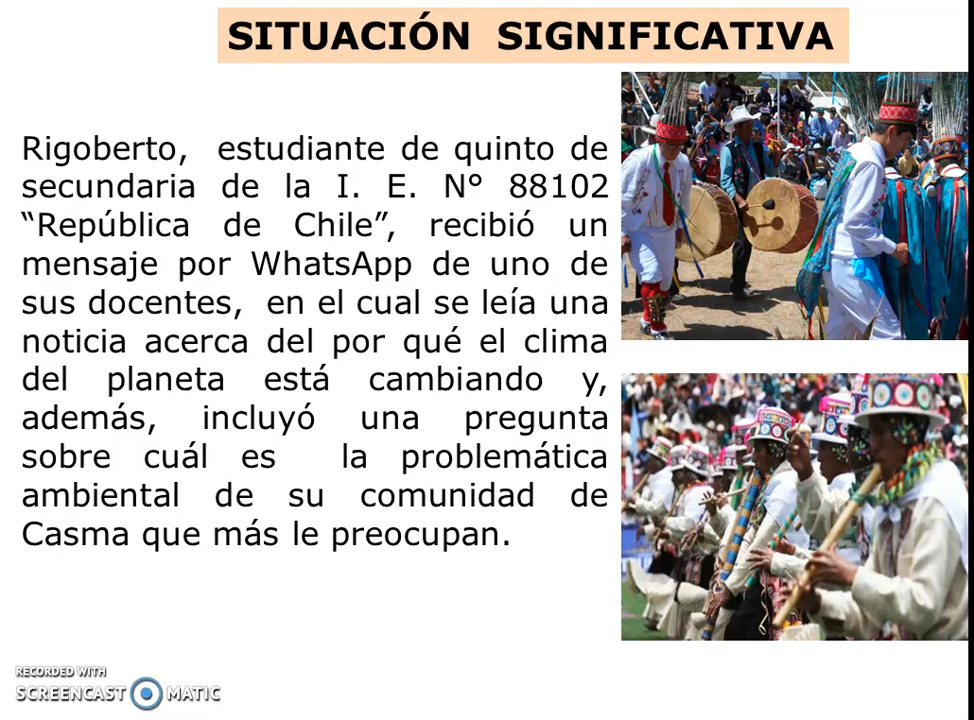 SITUACIÓN SIGNIFICATIVA
Rigoberto, estudiante de quinto de
secundaria de la I. E. N° 88102
“República de Chile”, recibió un
mensaje por WhatsApp de uno de
sus docentes, en el cual se leía una
noticia acerca del por qué el clima
del planeta está cambiando y,
además, incluyó una pregunta
sobre cuál es la problemática
ambiental de su comunidad de
Casma que más le preocupan.
RECORDED WITH
SCREENCAST MATIC